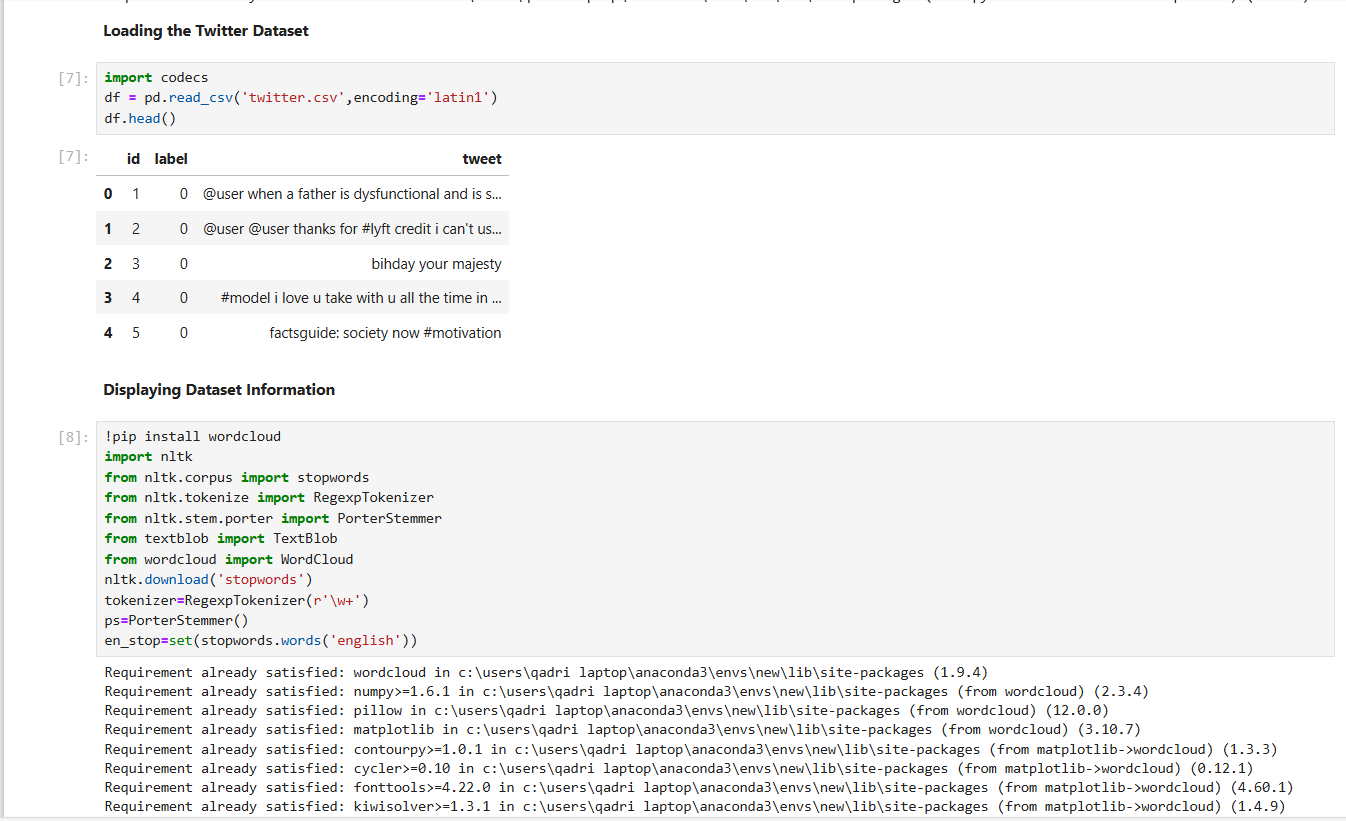 Loading the Twitter Dataset
[7]: import codecs
df = pd.read_csv('twitter.csv',encoding='latin1')
df.head()
[7]: id label tweet
0 1 0 @user when a father is dysfunctional and is s...
1 2 0 @user @user thanks for #lyft credit i can't us...
2 3 0 bihday your majesty
3 4 0 #model i love u take with u all the time in ...
4 5 0 factsguide: society now #motivation
Displaying Dataset Information
[8]: !pip install wordcloud
import nltk
from nltk.corpus import stopwords
from nltk.tokenize import RegexpTokenizer
from nltk.stem.porter import PorterStemmer
from textblob import TextBlob
from wordcloud import WordCloud
nltk.download('stopwords')
tokenizer=RegexpTokenizer(r'\w+')
ps=PorterStemmer()
en_stop=set(stopwords.words('english'))
Requirement already satisfied: wordcloud in c:\users\qadri laptop\anaconda3\envs\new\lib\site-packages (1.9.4)
Requirement already satisfied: numpy>=1.6.1 in c:\users\qadri laptop\anaconda3\envs\new\lib\site-packages (from wordcloud) (2.3.4)
Requirement already satisfied: pillow in c:\users\qadri laptop\anaconda3\envs\new\lib\site-packages (from wordcloud) (12.0.0)
Requirement already satisfied: matplotlib in c:\users\qadri laptop\anaconda3\envs\new\lib\site-packages (from wordcloud) (3.10.7)
Requirement already satisfied: contourpy>=1.0.1 in c:\users\qadri laptop\anaconda3\envs\new\lib\site-packages (from matplotlib->wordcloud) (1.3.3)
Requirement already satisfied: cycler>=0.10 in c:\users\qadri laptop\anaconda3\envs\new\lib\site-packages (from matplotlib->wordcloud) (0.12.1)
Requirement already satisfied: fonttools>=4.22.0 in c:\users\qadri laptop\anaconda3\envs\new\lib\site-packages (from matplotlib->wordcloud) (4.60.1)
Requirement already satisfied: kiwisolver>=1.3.1 in c:\users\qadri laptop\anaconda3\envs\new\lib\site-packages (from matplotlib->wordcloud) (1.4.9)